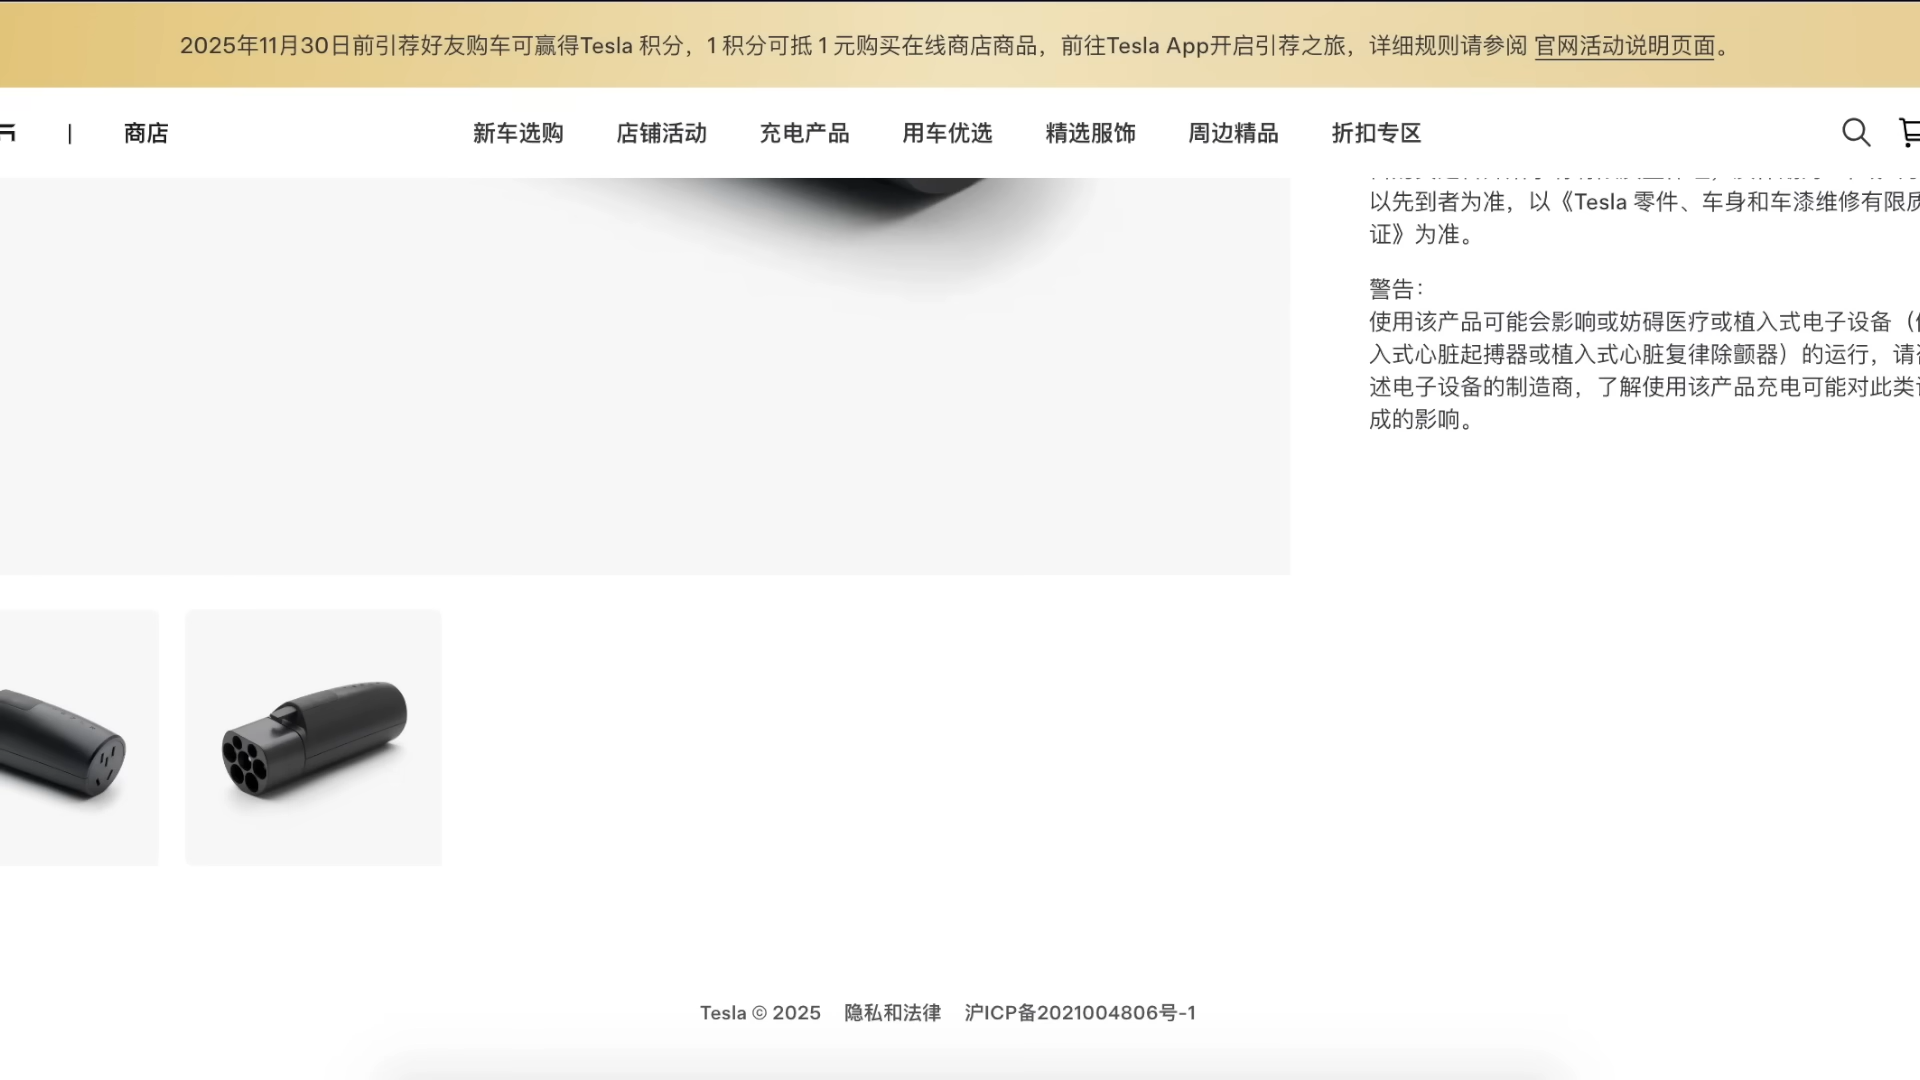 2025年11月30日前引荐好友购车可赢得Tesla 积分，1 积分可抵 1 元购买在线商店商品，前往Tesla App开启引荐之旅，详细规则请参阅 官网活动说明页面。
| 商店 新车选购 店铺活动 充电产品 用车优选 精选服饰 周边精品 折扣专区
以先到者为准，以《Tesla 零件、车身和车漆维修有限质
证》为准。
警告：
使用该产品可能会影响或妨碍医疗或植入式电子设备（
入式心脏起搏器或植入式心脏复律除颤器）的运行，请
述电子设备的制造商，了解使用该产品充电可能对此类
成的影响。
Tesla © 2025 隐私和法律 沪ICP备2021004806号-1